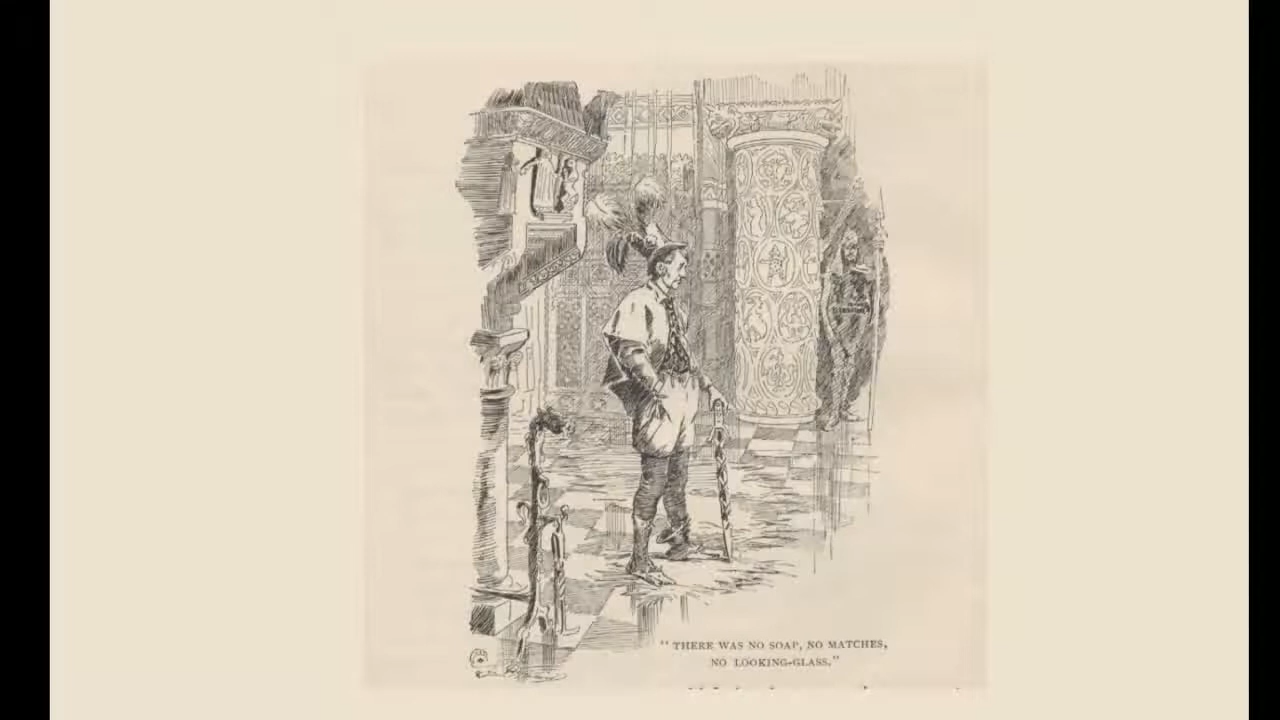 "THERE WAS NO SOAP, NO MATCHES,
NO LOOKING-GLASS."